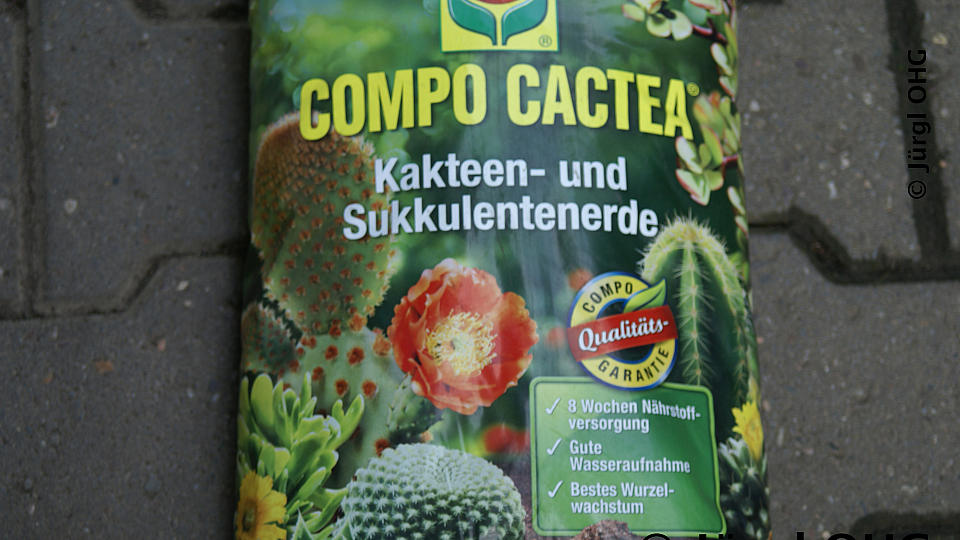 ®
COMPO CACTEA®
Kakteen- und
Sukkulentenerde
COMPO
Qualitäts-
GARANTIE
✓ 8 Wochen Nährstoff-
versorgung
✓ Gute
Wasseraufnahme
✓ Bestes Wurzel-
wachstum
© Jürgl OHG